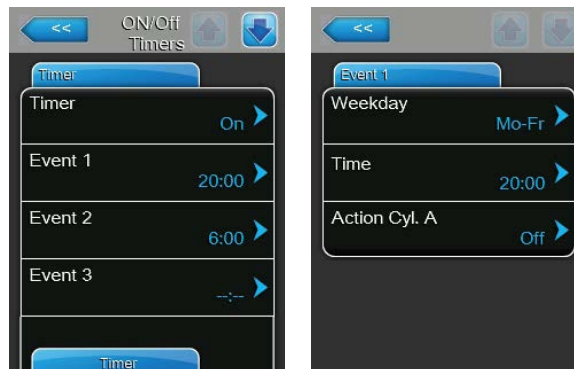 <<
ON/Off
Timers
Timer
Timer
On
Event 1
20:00
Event 2
6:00
Event 3
--:--
Timer
<<
Event 1
Weekday
Mo-Fr
Time
20:00
Action Cyl. A
Off